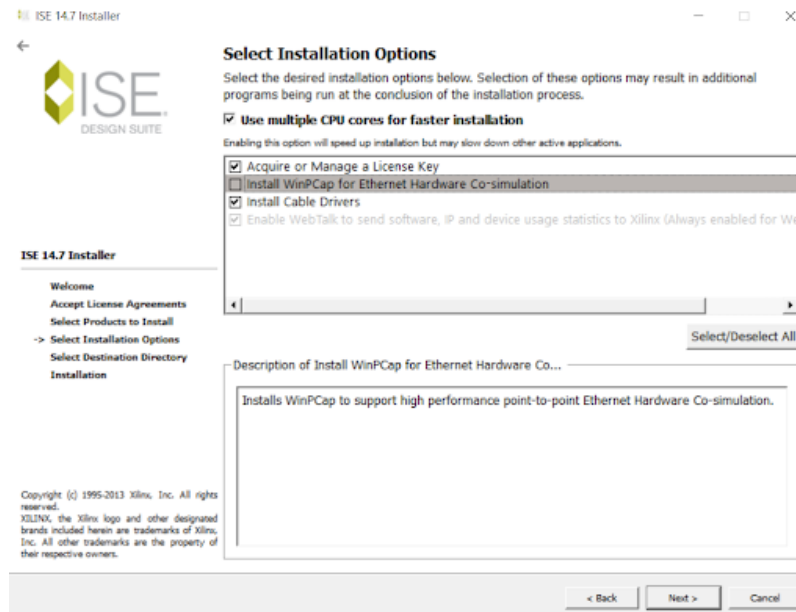 ISE 14.7 Installer
ISE
DESIGN SUITE
Select Installation Options
Select the desired installation options below. Selection of these options may result in additional
programs being run at the conclusion of the installation process.
Use multiple CPU cores for faster installation
Enabling this option will speed up installation but may slow down other active applications.
Acquire or Manage a License Key
Install WinPCap for Ethernet Hardware Co-simulation
Install Cable Drivers
Enable WebTalk to send software, IP and device usage statistics to Xilinx (Always enabled for We
Select/Deselect All
ISE 14.7 Installer
Welcome
Accept License Agreements
Select Products to Install
-> Select Installation Options
Select Destination Directory
Installation
Description of Install WinPCap for Ethernet Hardware Co...
Installs WinPCap to support high performance point-to-point Ethernet Hardware Co-simulation.
Copyright (c) 1995-2013 Xilinx, Inc. All rights
reserved.
XILINX, the Xilinx logo and other designated
brands included herein are trademarks of Xilinx,
Inc. All other trademarks are the property of
their respective owners.
< Back
Next >
Cancel